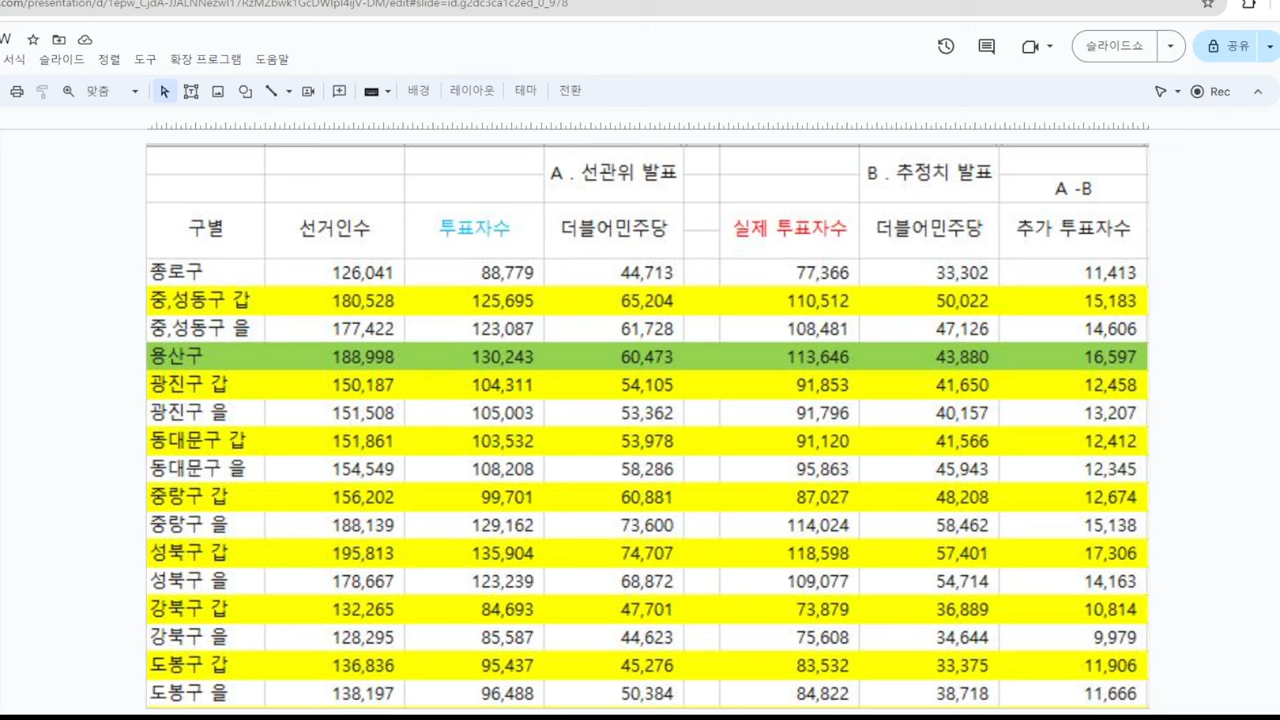 .com/presentation/d/1epw_CjdA-JJALNNezwI17RzMZbwk1GcDWIpI4ijV-DM/edit#slide=id.g2dc3ca1c2ed_0_978
서식 슬라이드 정렬 도구 확장 프로그램 도움말
슬라이드쇼 공유
맞춤 배경 레이아웃 테마 전환 Rec
A . 선관위 발표 B . 추정치 발표 A -B
구별 선거인수 투표자수 더블어민주당 실제 투표자수 더블어민주당 추가 투표자수
종로구 126,041 88,779 44,713 77,366 33,302 11,413
중,성동구 갑 180,528 125,695 65,204 110,512 50,022 15,183
중,성동구 을 177,422 123,087 61,728 108,481 47,126 14,606
용산구 188,998 130,243 60,473 113,646 43,880 16,597
광진구 갑 150,187 104,311 54,105 91,853 41,650 12,458
광진구 을 151,508 105,003 53,362 91,796 40,157 13,207
동대문구 갑 151,861 103,532 53,978 91,120 41,566 12,412
동대문구 을 154,549 108,208 58,286 95,863 45,943 12,345
중랑구 갑 156,202 99,701 60,881 87,027 48,208 12,674
중랑구 을 188,139 129,162 73,600 114,024 58,462 15,138
성북구 갑 195,813 135,904 74,707 118,598 57,401 17,306
성북구 을 178,667 123,239 68,872 109,077 54,714 14,163
강북구 갑 132,265 84,693 47,701 73,879 36,889 10,814
강북구 을 128,295 85,587 44,623 75,608 34,644 9,979
도봉구 갑 136,836 95,437 45,276 83,532 33,375 11,906
도봉구 을 138,197 96,488 50,384 84,822 38,718 11,666